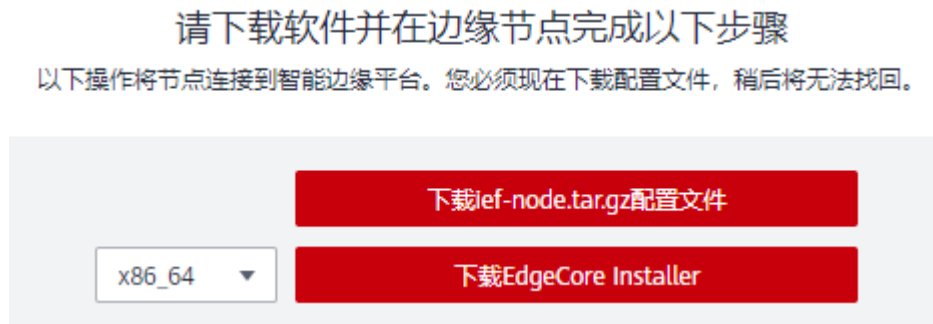 请下载软件并在边缘节点完成以下步骤
以下操作将节点连接到智能边缘平台。您必须现在下载配置文件，稍后将无法找回。
下载ief-node.tar.gz配置文件
x86_64
下载EdgeCore Installer